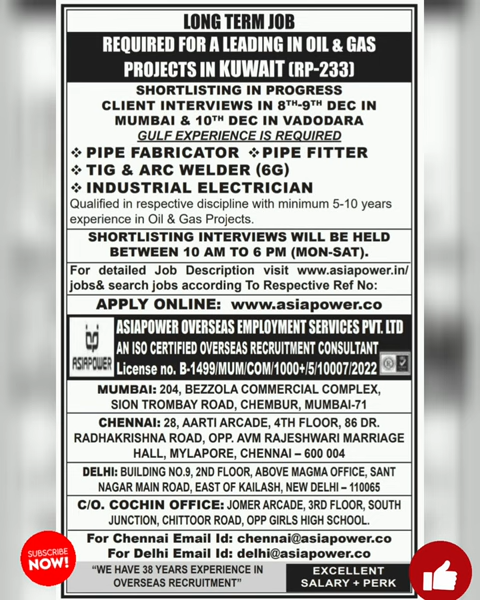 LONG TERM JOB
REQUIRED FOR A LEADING IN OIL & GAS
PROJECTS IN KUWAIT (RP-233)
SHORTLISTING IN PROGRESS
CLIENT INTERVIEWS IN 8TH-9TH DEC IN
MUMBAI & 10TH DEC IN VADODARA
GULF EXPERIENCE IS REQUIRED
❖ PIPE FABRICATOR ❖ PIPE FITTER
❖ TIG & ARC WELDER (6G)
❖ INDUSTRIAL ELECTRICIAN
Qualified in respective discipline with minimum 5-10 years
experience in Oil & Gas Projects.
SHORTLISTING INTERVIEWS WILL BE HELD
BETWEEN 10 AM TO 6 PM (MON-SAT).
For detailed Job Description visit www.asiapower.in/
jobs& search jobs according To Respective Ref No:
APPLY ONLINE: www.asiapower.co
ASIAPOWER
ASIAPOWER OVERSEAS EMPLOYMENT SERVICES PVT. LTD
AN ISO CERTIFIED OVERSEAS RECRUITMENT CONSULTANT
License no. B-1499/MUM/COM/1000+/5/10007/2022
MUMBAI: 204, BEZZOLA COMMERCIAL COMPLEX,
SION TROMBAY ROAD, CHEMBUR, MUMBAI-71
CHENNAI: 28, AARTI ARCADE, 4TH FLOOR, 86 DR.
RADHAKRISHNA ROAD, OPP. AVM RAJESHWARI MARRIAGE
HALL, MYLAPORE, CHENNAI – 600 004
DELHI: BUILDING NO.9, 2ND FLOOR, ABOVE MAGMA OFFICE, SANT
NAGAR MAIN ROAD, EAST OF KAILASH, NEW DELHI – 110065
C/O. COCHIN OFFICE: JOMER ARCADE, 3RD FLOOR, SOUTH
JUNCTION, CHITTOOR ROAD, OPP GIRLS HIGH SCHOOL.
For Chennai Email Id: chennai@asiapower.co
For Delhi Email Id: delhi@asiapower.co
"WE HAVE 38 YEARS EXPERIENCE IN
OVERSEAS RECRUITMENT"
EXCELLENT
SALARY + PERK
SUBSCRIBE
NOW!